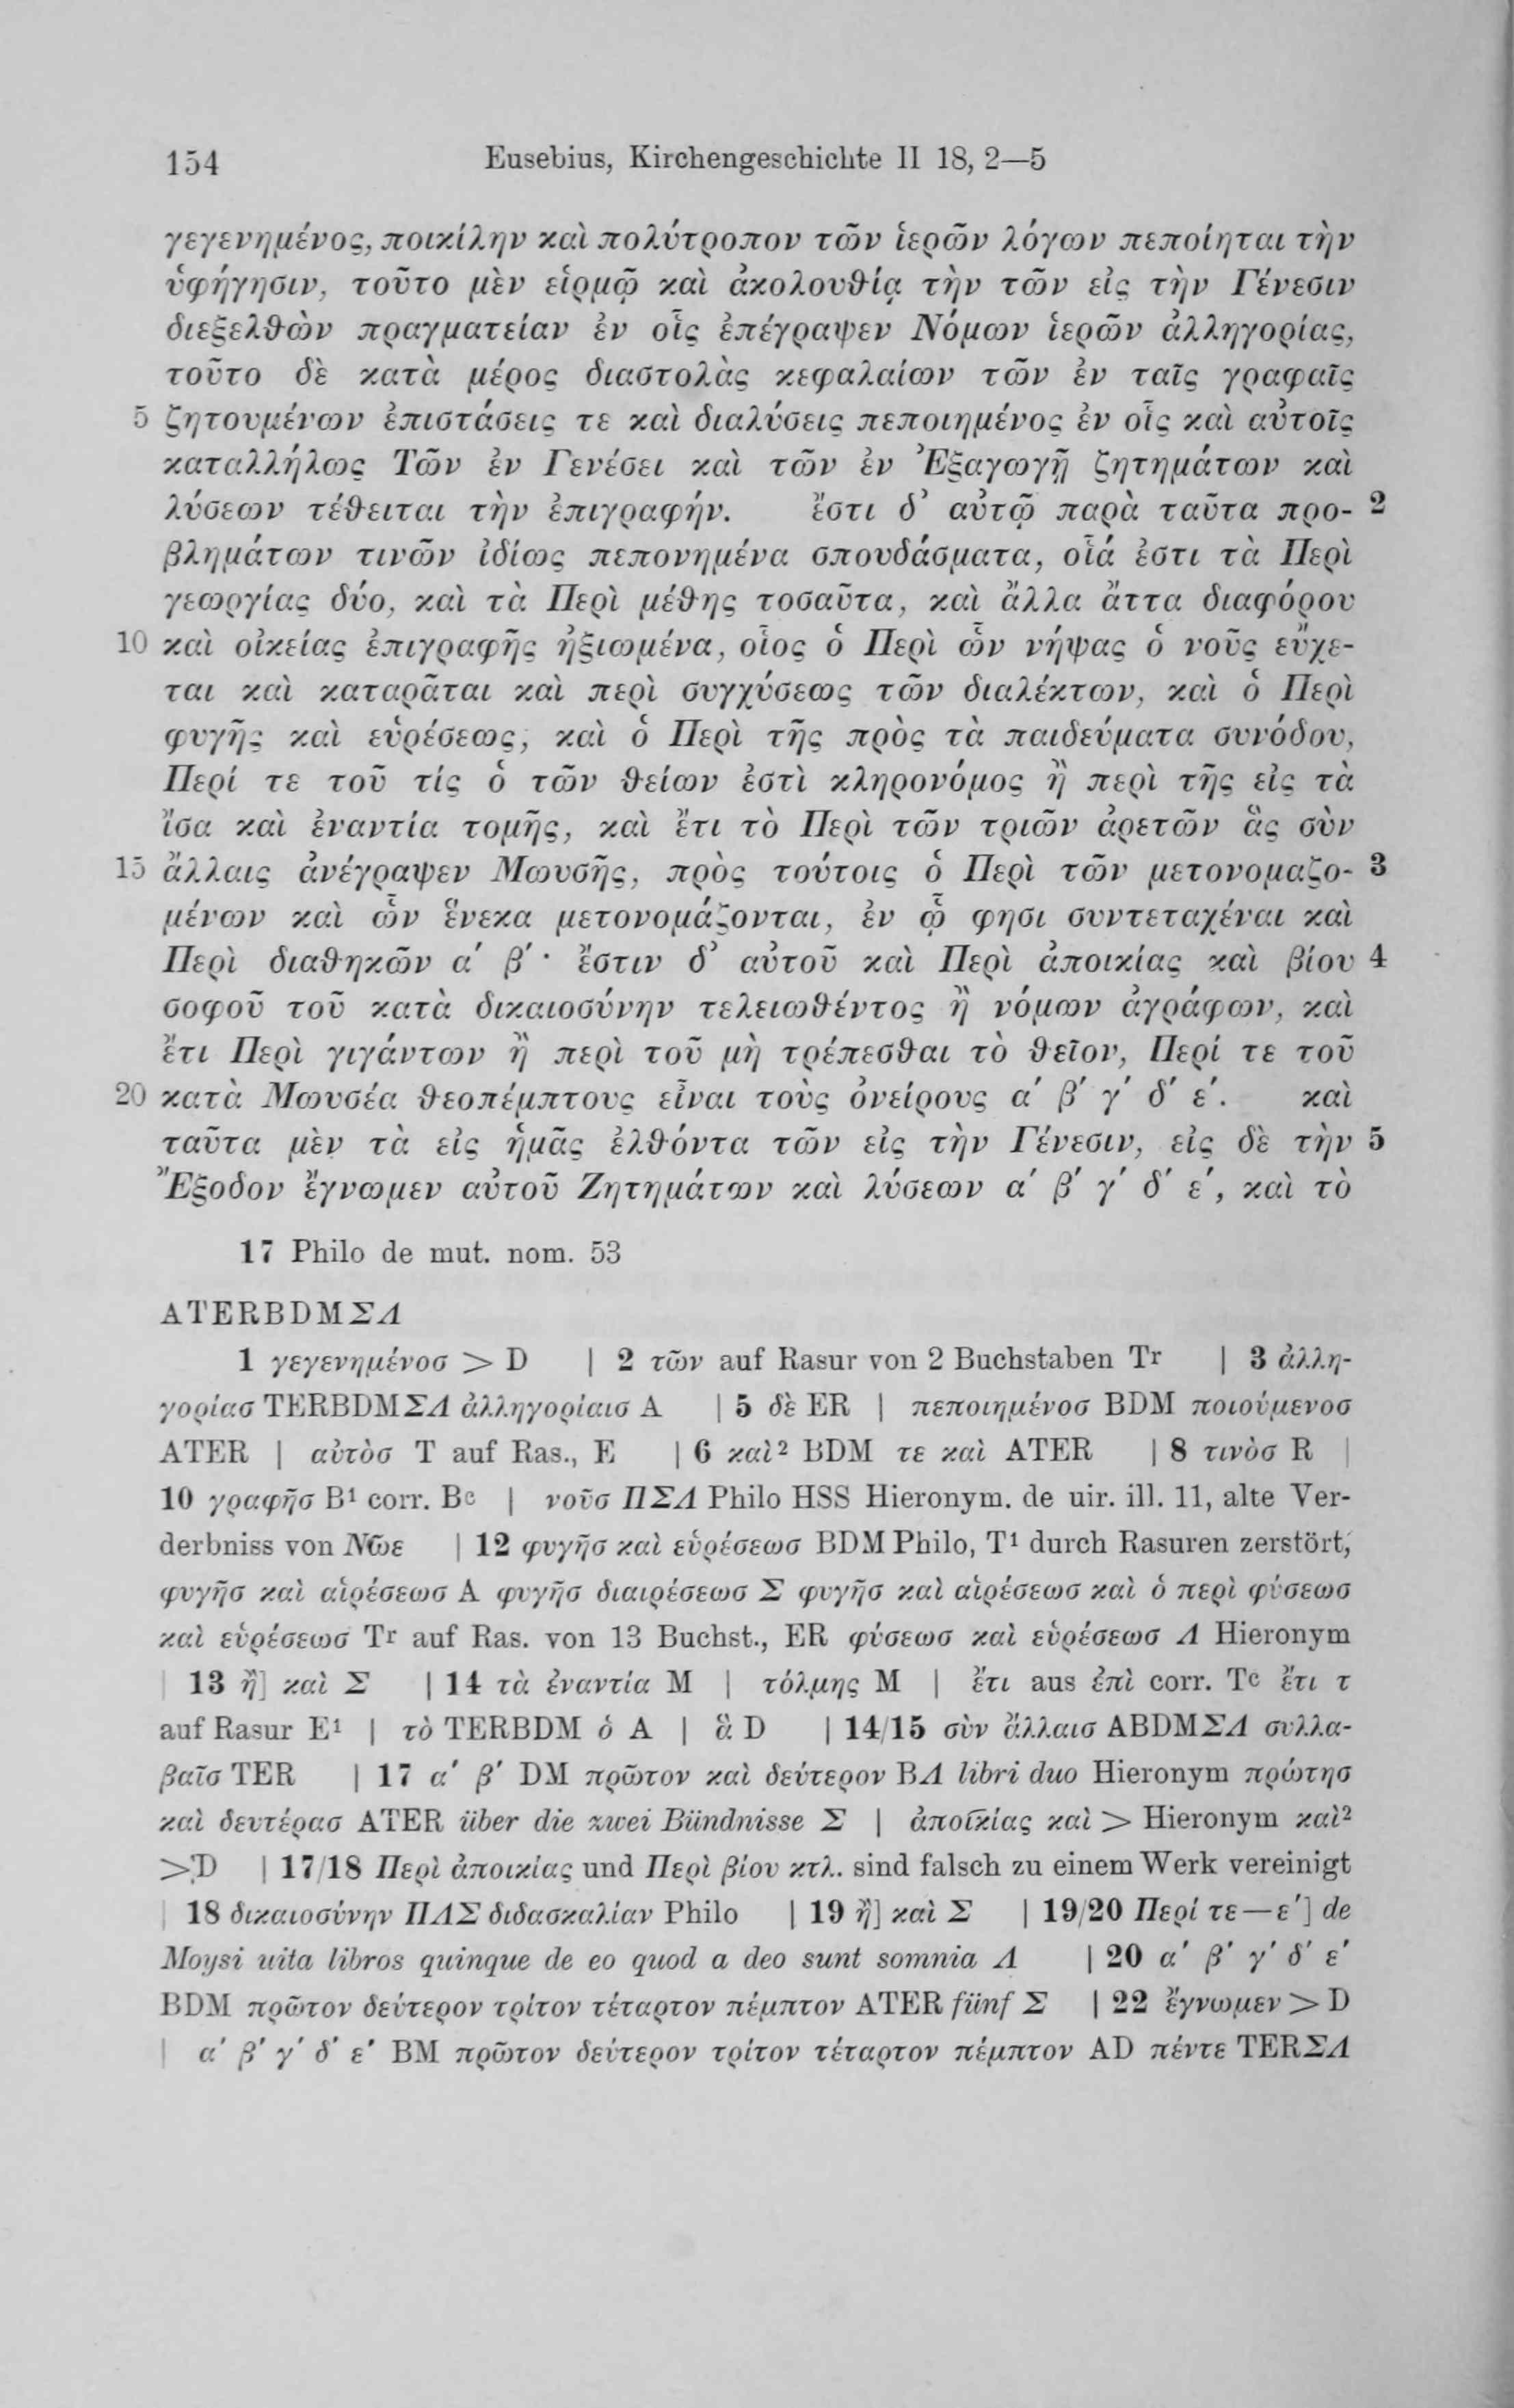 154 Eusebius, Kirchengeschichte II 18, 2—5
γεγενημένος, ποικίλην καὶ πολύτροπον τῶν ἱερῶν λόγων πεποίηται τὴν
ὑφήγησιν, τοῦτο μὲν εἱρμῷ καὶ ἀκολουθίᾳ τὴν τῶν εἰς τὴν Γένεσιν
διεξελθὼν πραγματείαν ἐν οἷς ἐπέγραψεν Νόμων ἱερῶν ἀλληγορίας,
τοῦτο δὲ κατὰ μέρος διαστολὰς κεφαλαίων τῶν ἐν ταῖς γραφαῖς
5 ζητουμένων ἐπιστάσεις τε καὶ διαλύσεις πεποιημένος ἐν οἷς καὶ αὐτοῖς
καταλλήλως Τῶν ἐν Γενέσει καὶ τῶν ἐν Ἐξαγωγῇ ζητημάτων καὶ
λύσεων τέθειται τὴν ἐπιγραφήν. ἔστι δ᾽ αὐτῷ παρὰ ταῦτα προ- 2
βλημάτων τινῶν ἰδίως πεπονημένα σπουδάσματα, οἷά ἐστι τὰ Περὶ
γεωργίας δύο, καὶ τὰ Περὶ μέθης τοσαῦτα, καὶ ἄλλα ἄττα διαφόρου
10 καὶ οἰκείας ἐπιγραφῆς ἠξιωμένα, οἷος ὁ Περὶ ὧν νήψας ὁ νοῦς εὔχε-
ται καὶ καταρᾶται καὶ περὶ συγχύσεως τῶν διαλέκτων, καὶ ὁ Περὶ
φυγῆς καὶ εὑρέσεως, καὶ ὁ Περὶ τῆς πρὸς τὰ παιδεύματα συνόδου,
Περί τε τοῦ τίς ὁ τῶν θείων ἐστὶ κληρονόμος ἢ περὶ τῆς εἰς τὰ
ἴσα καὶ ἐναντία τομῆς, καὶ ἔτι τὸ Περὶ τῶν τριῶν ἀρετῶν ἃς σὺν
15 ἄλλαις ἀνέγραψεν Μωυσῆς, πρὸς τούτοις ὁ Περὶ τῶν μετονομαζο- 3
μένων καὶ ὧν ἕνεκα μετονομάζονται, ἐν ᾧ φησι συντεταχέναι καὶ
Περὶ διαθηκῶν α′ β′ · ἔστιν δ᾽ αὐτοῦ καὶ Περὶ ἀποικίας καὶ βίου 4
σοφοῦ τοῦ κατὰ δικαιοσύνην τελειωθέντος ἢ νόμων ἀγράφων, καὶ
ἔτι Περὶ γιγάντων ἢ περὶ τοῦ μὴ τρέπεσθαι τὸ θεῖον, Περί τε τοῦ
20 κατὰ Μωυσέα θεοπέμπτους εἶναι τοὺς ὀνείρους α′ β′ γ′ δ′ ε′. καὶ
ταῦτα μὲν τὰ εἰς ἡμᾶς ἐλθόντα τῶν εἰς τὴν Γένεσιν, εἰς δὲ τὴν 5
Ἔξοδον ἔγνωμεν αὐτοῦ Ζητημάτων καὶ λύσεων α′ β′ γ′ δ′ ε′, καὶ τὸ
17 Philo de mut. nom. 53
ATERBDMΣΛ
1 γεγενημένοσ > D | 2 τῶν auf Rasur von 2 Buchstaben Tr | 3 ἀλλη-
γορίασ TERBDMΣΛ ἀλληγορίαισ A | 5 δὲ ER | πεποιημένοσ BDM ποιούμενοσ
ATER | αὐτὸσ T auf Ras., E | 6 καὶ² BDM τε καὶ ATER | 8 τινὸσ R |
10 γραφῆσ B¹ corr. Bc | νοῦσ ΠΣΛ Philo HSS Hieronym. de uir. ill. 11, alte Ver-
derbniss von Νῶε | 12 φυγῆσ καὶ εὑρέσεωσ BDM Philo, T¹ durch Rasuren zerstört,
φυγῆσ καὶ αἱρέσεωσ A φυγῆσ διαιρέσεωσ Σ φυγῆσ καὶ αἱρέσεωσ καὶ ὁ περὶ φύσεωσ
καὶ εὑρέσεωσ Tr auf Ras. von 13 Buchst., ER φύσεωσ καὶ εὑρέσεωσ Λ Hieronym
| 13 ἢ] καὶ Σ | 14 τὰ ἐναντία M | τόλμης M | ἔτι aus ἐπὶ corr. Tc ἔτι τ
auf Rasur E¹ | τὸ TERBDM ὁ A | ἃ D | 14/15 σὺν ἄλλαισ ABDMΣΛ συλλα-
βαῖσ TER | 17 α′ β′ DM πρῶτον καὶ δεύτερον BΛ libri duo Hieronym πρώτησ
καὶ δευτέρασ ATER über die zwei Bündnisse Σ | ἀποικίας καὶ > Hieronym καὶ²
> D | 17/18 Περὶ ἀποικίας und Περὶ βίου κτλ. sind falsch zu einem Werk vereinigt
| 18 δικαιοσύνην ΠΛΣ διδασκαλίαν Philo | 19 ἢ] καὶ Σ | 19/20 Περί τε—ε′] de
Moysi uita libros quinque de eo quod a deo sunt somnia Λ | 20 α′ β′ γ′ δ′ ε′
BDM πρῶτον δεύτερον τρίτον τέταρτον πέμπτον ATER fünf Σ | 22 ἔγνωμεν > D
| α′ β′ γ′ δ′ ε′ BM πρῶτον δεύτερον τρίτον τέταρτον πέμπτον AD πέντε TERΣΛ